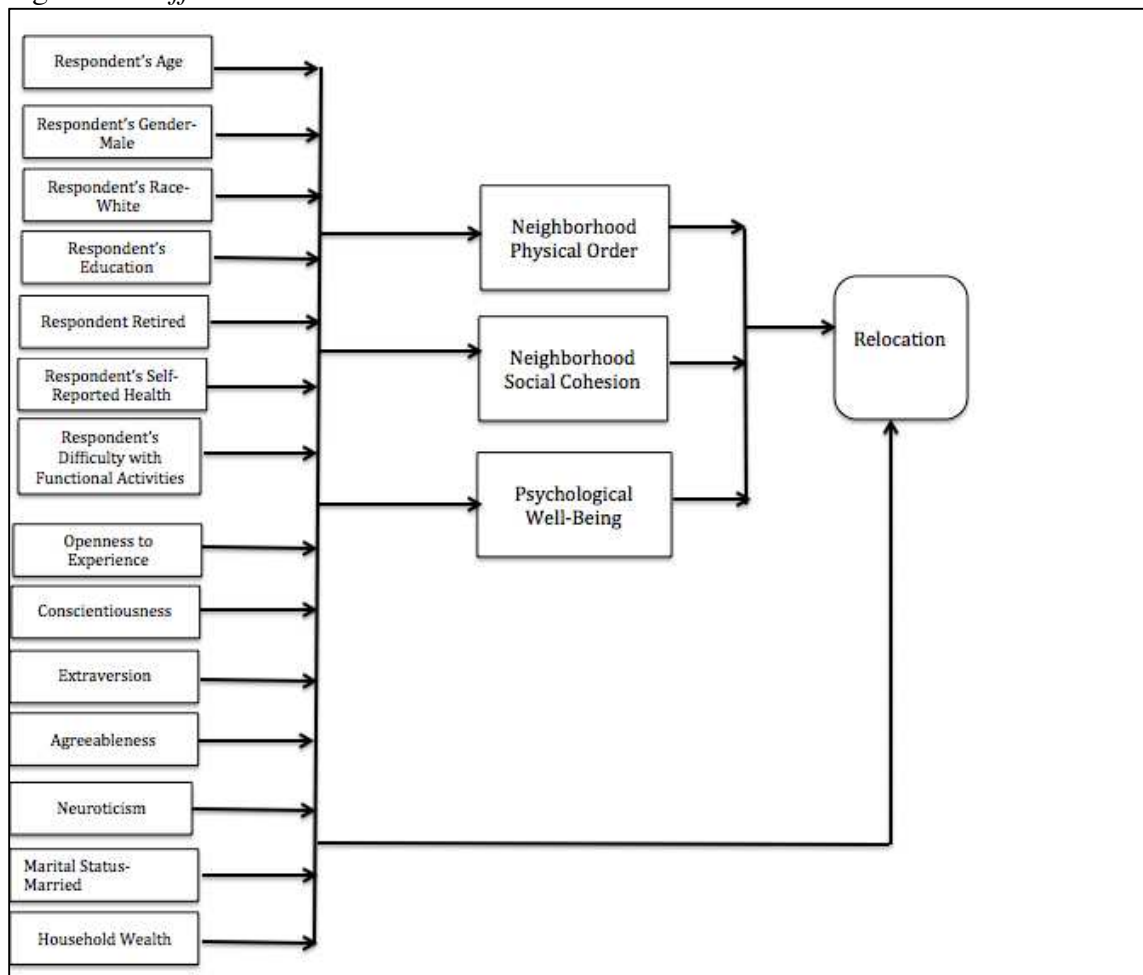 Respondent's Age
Respondent's Gender-
Male
Respondent's Race-
White
Respondent's
Education
Respondent Retired
Respondent's Self-
Reported Health
Respondent's
Difficulty with
Functional Activities
Openness to
Experience
Conscientiousness
Extraversion
Agreeableness
Neuroticism
Marital Status-
Married
Household Wealth
Neighborhood
Physical Order
Neighborhood
Social Cohesion
Psychological
Well-Being
Relocation